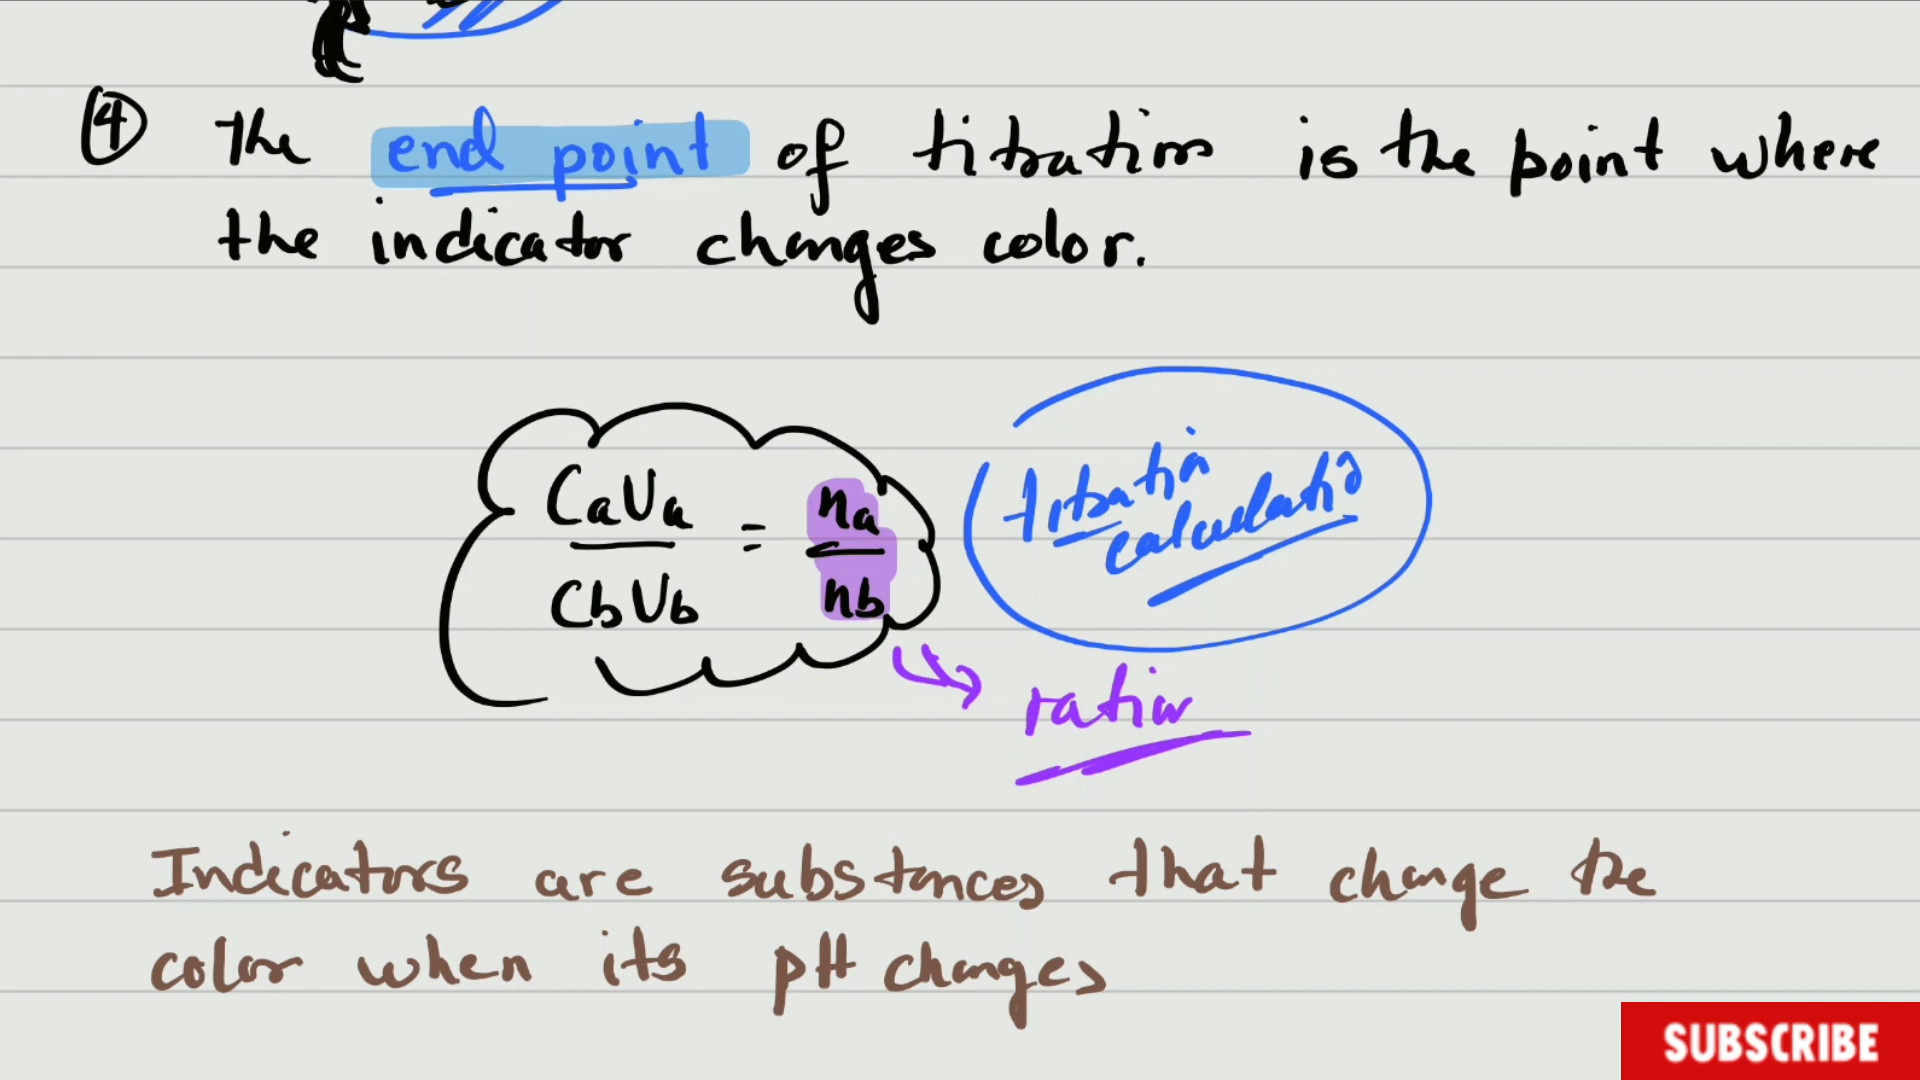 ④ The end point of titration is the point where
the indicator changes color.
CaVa / CbVb = na / nb
titration calculation
ratio
Indicators are substances that change the
color when its pH changes
SUBSCRIBE